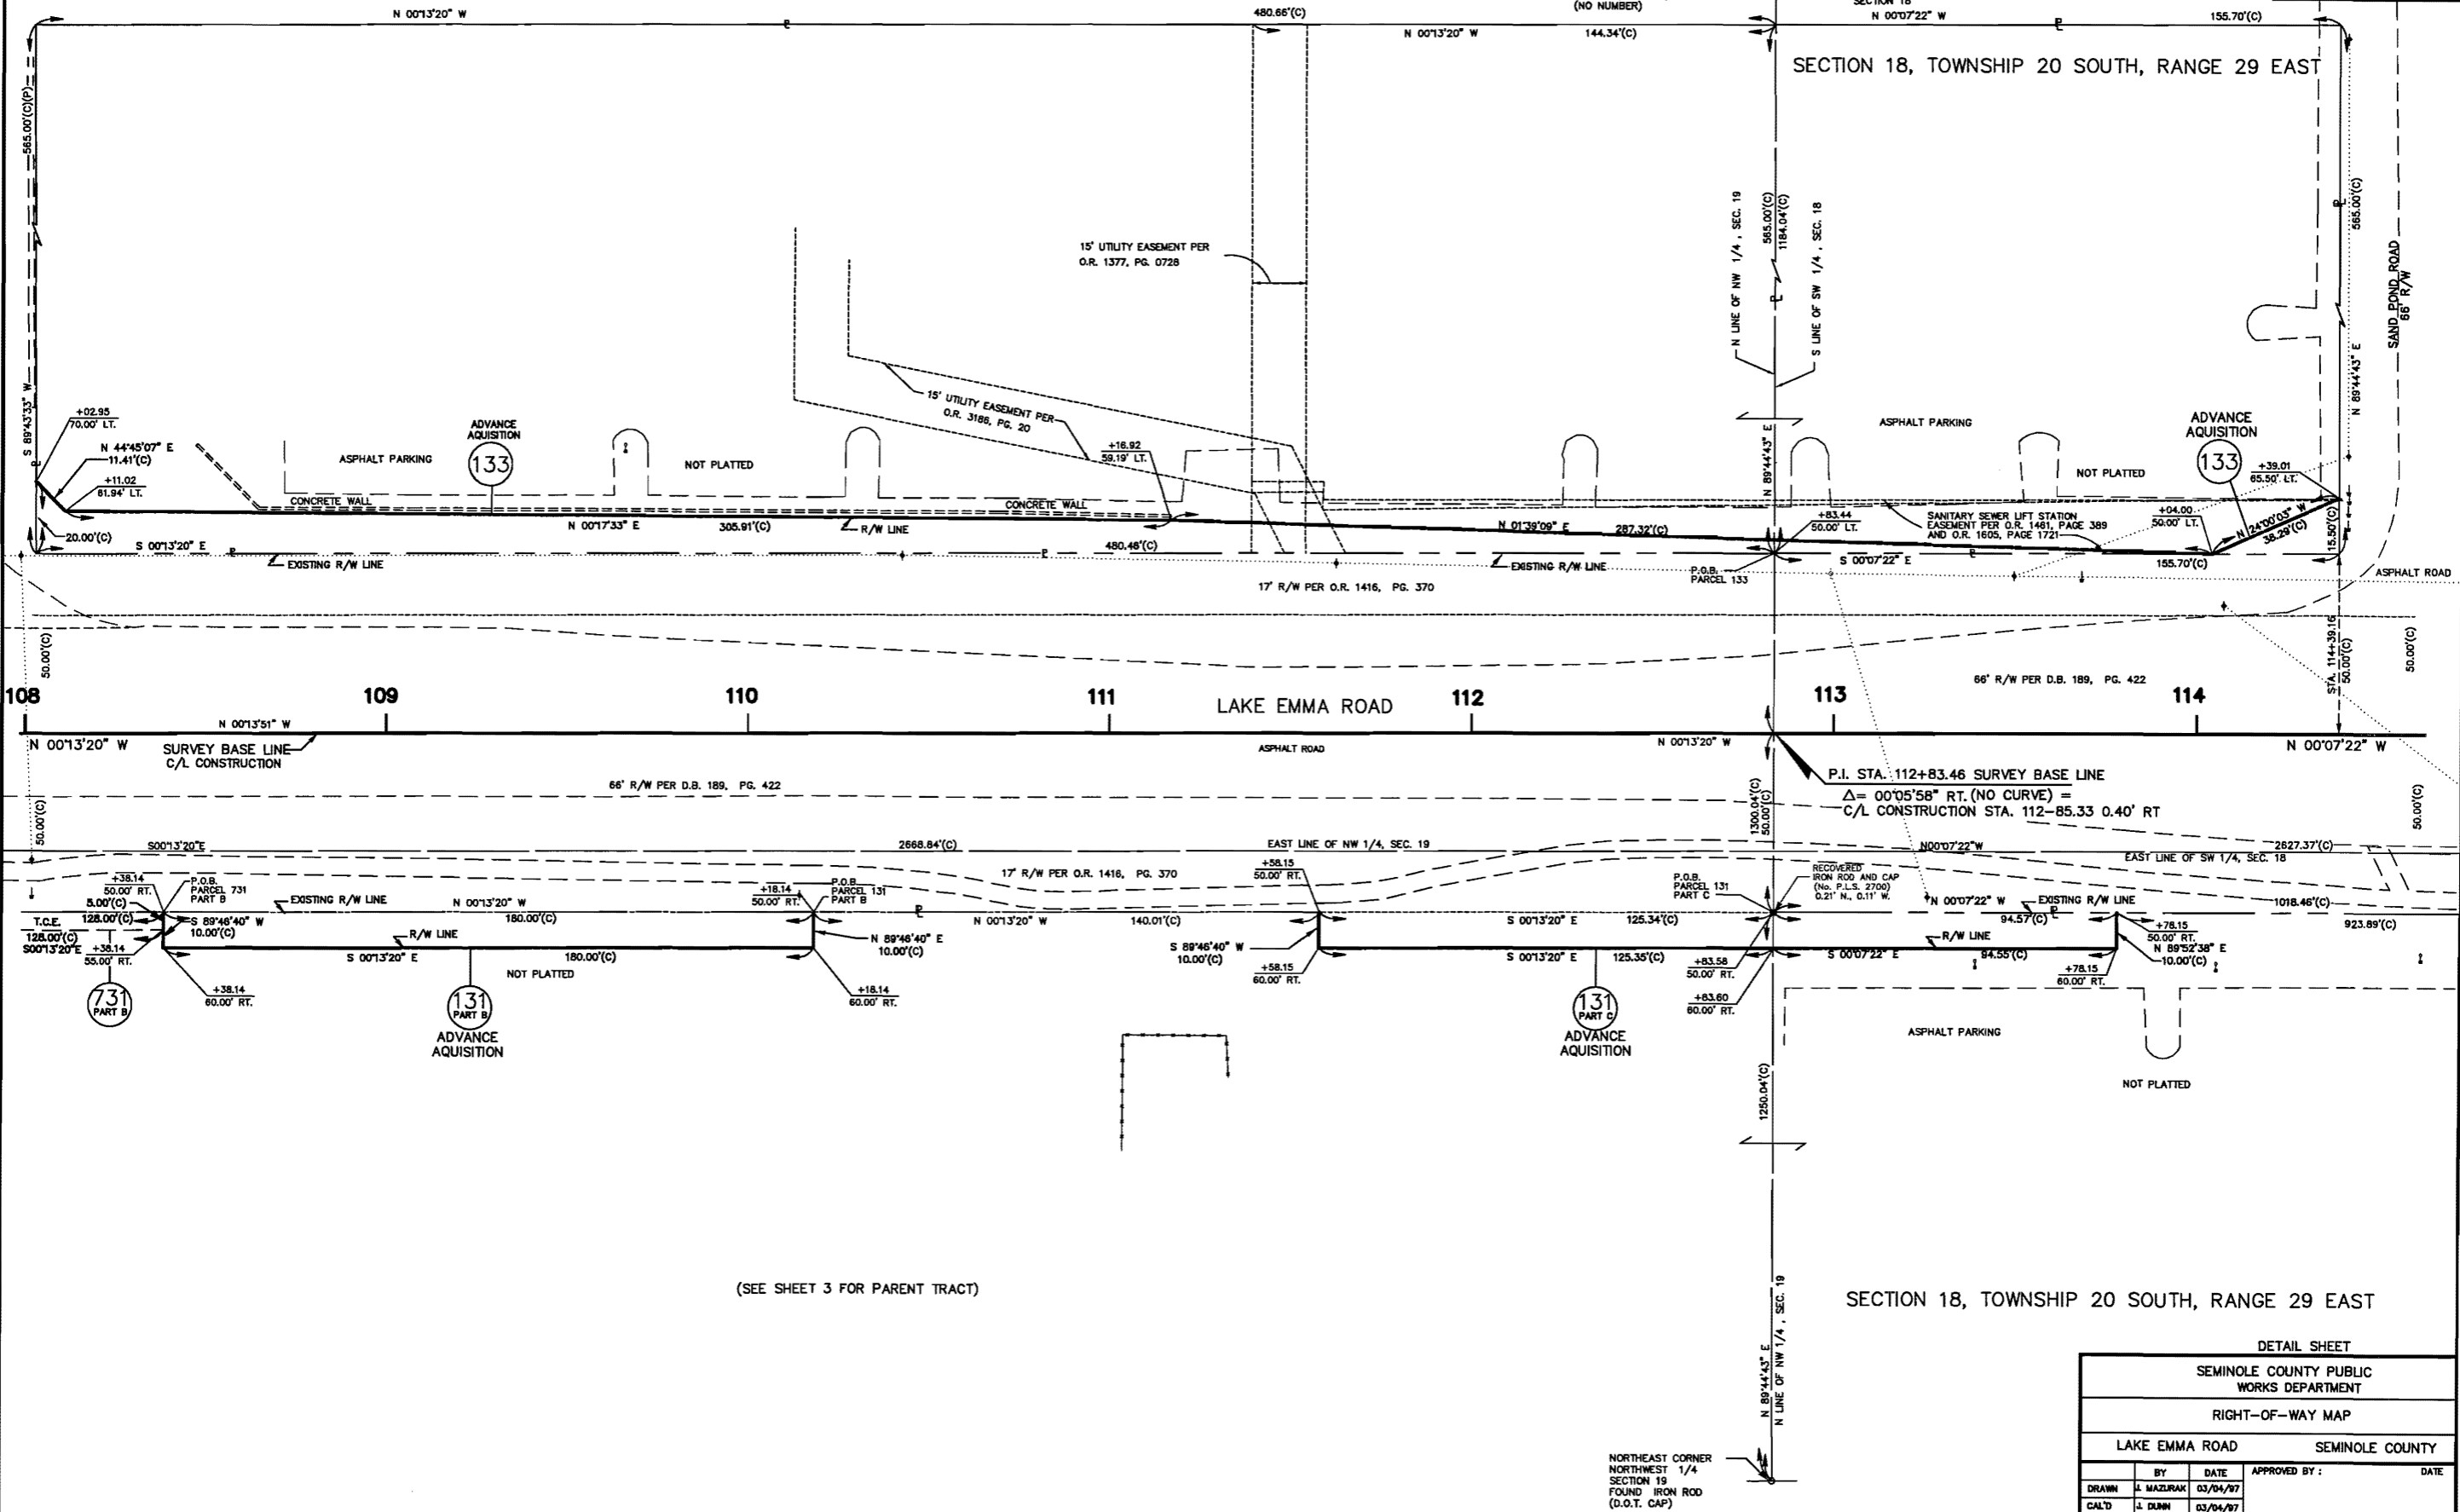 N 00°13'20" W
480.66'(C)
(NO NUMBER)
N 00°13'20" W
144.34'(C)
N 00°07'22" W
155.70'(C)
SECTION 18, TOWNSHIP 20 SOUTH, RANGE 29 EAST
565.00'(C)(P)
S 89°43'33" W
N LINE OF NW 1/4 , SEC. 19
565.00'(C)
1184.04'(C)
S LINE OF SW 1/4 , SEC. 18
565.00'(C)
N 89°44'43" E
SAND POND ROAD
66' R/W
15' UTILITY EASEMENT PER
O.R. 1377, PG. 0726
15' UTILITY EASEMENT PER
O.R. 3186, PG. 20
+02.95
70.00' LT.
N 44°45'07" E
11.41'(C)
+11.02
61.94' LT.
20.00'(C)
ASPHALT PARKING
ADVANCE
AQUISITION
133
NOT PLATTED
+16.92
59.19' LT.
N 89°44'43" E
ASPHALT PARKING
NOT PLATTED
ADVANCE
AQUISITION
133
+39.01
65.50' LT.
CONCRETE WALL
CONCRETE WALL
N 00°17'33" E
305.91'(C)
R/W LINE
N 01°39'09" E
287.32'(C)
+83.44
50.00' LT.
SANITARY SEWER LIFT STATION
EASEMENT PER O.R. 1461, PAGE 389
AND O.R. 1605, PAGE 1721
+04.00
50.00' LT.
N 24°00'03" W
38.29'(C)
15.50'(C)
S 00°13'20" E
480.48'(C)
EXISTING R/W LINE
EXISTING R/W LINE
P.O.B.
PARCEL 133
S 00°07'22" E
155.70'(C)
ASPHALT ROAD
17' R/W PER O.R. 1416, PG. 370
50.00'(C)
STA. 114+39.16
50.00'(C)
50.00'(C)
66' R/W PER D.B. 189, PG. 422
108
109
110
111
112
113
114
LAKE EMMA ROAD
N 00°13'51" W
N 00°13'20" W
SURVEY BASE LINE
C/L CONSTRUCTION
ASPHALT ROAD
N 00°13'20" W
N 00°07'22" W
P.I. STA. 112+83.46 SURVEY BASE LINE
Δ= 00°05'58" RT. (NO CURVE) =
C/L CONSTRUCTION STA. 112-85.33 0.40' RT
66' R/W PER D.B. 189, PG. 422
50.00'(C)
1300.04'(C)
50.00'(C)
50.00'(C)
S00°13'20"E
2668.84'(C)
EAST LINE OF NW 1/4, SEC. 19
N00°07'22"W
2627.37'(C)
EAST LINE OF SW 1/4, SEC. 18
17' R/W PER O.R. 1416, PG. 370
+38.14
50.00' RT.
P.O.B.
PARCEL 731
PART B
5.00'(C)
128.00'(C)
T.C.E.
128.00'(C)
S00°13'20"E
+38.14
55.00' RT.
S 89°46'40" W
10.00'(C)
EXISTING R/W LINE
N 00°13'20" W
180.00'(C)
+18.14
50.00' RT.
P.O.B.
PARCEL 131
PART B
N 00°13'20" W
140.01'(C)
+58.15
50.00' RT.
S 00°13'20" E
125.34'(C)
P.O.B.
PARCEL 131
PART C
RECOVERED
IRON ROD AND CAP
(No. P.L.S. 2700)
0.21' N., 0.11' W.
N 00°07'22" W
EXISTING R/W LINE
94.57'(C)
1018.46'(C)
923.89'(C)
R/W LINE
S 00°13'20" E
180.00'(C)
NOT PLATTED
N 89°46'40" E
10.00'(C)
S 89°46'40" W
10.00'(C)
S 00°13'20" E
125.35'(C)
S 00°07'22" E
R/W LINE
94.55'(C)
+78.15
50.00' RT.
N 89°52'38" E
10.00'(C)
+38.14
60.00' RT.
+18.14
60.00' RT.
+58.15
60.00' RT.
+83.58
50.00' RT.
+83.60
60.00' RT.
+78.15
60.00' RT.
731
PART B
131
PART B
ADVANCE
AQUISITION
131
PART C
ADVANCE
AQUISITION
ASPHALT PARKING
NOT PLATTED
1250.04'(C)
(SEE SHEET 3 FOR PARENT TRACT)
N 89°44'43" E
N LINE OF NW 1/4 , SEC. 19
SECTION 18, TOWNSHIP 20 SOUTH, RANGE 29 EAST
NORTHEAST CORNER
NORTHWEST 1/4
SECTION 19
FOUND IRON ROD
(D.O.T. CAP)
DETAIL SHEET
SEMINOLE COUNTY PUBLIC
WORKS DEPARTMENT
RIGHT-OF-WAY MAP
LAKE EMMA ROAD SEMINOLE COUNTY
BY DATE APPROVED BY : DATE
DRAWN J. MAZURAK 03/04/97
CAL'D J. DUNN 03/04/97